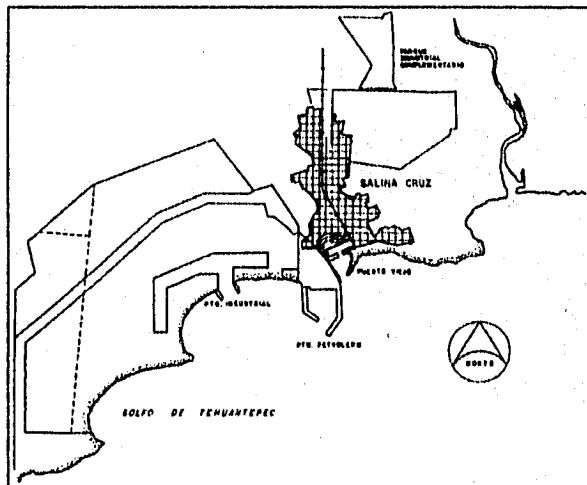 PARQUE
INDUSTRIAL
COMPLEMENTARIO
SALINA CRUZ
PUERTO VIEJO
PTO. INDUSTRIAL
PTO. PETROLERO
NORTE
GOLFO DE TEHUANTEPEC